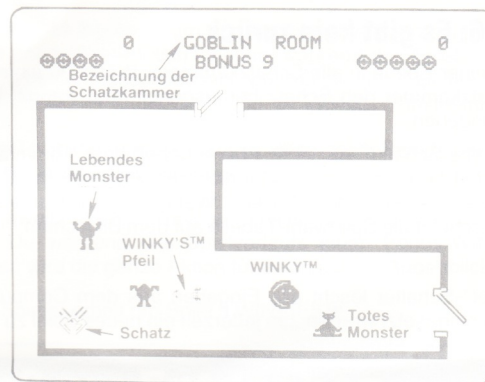 0 GOBLIN ROOM 0
BONUS 9
Bezeichnung der
Schatzkammer
Lebendes
Monster
WINKY'S™
Pfeil
WINKY™
Schatz
Totes
Monster